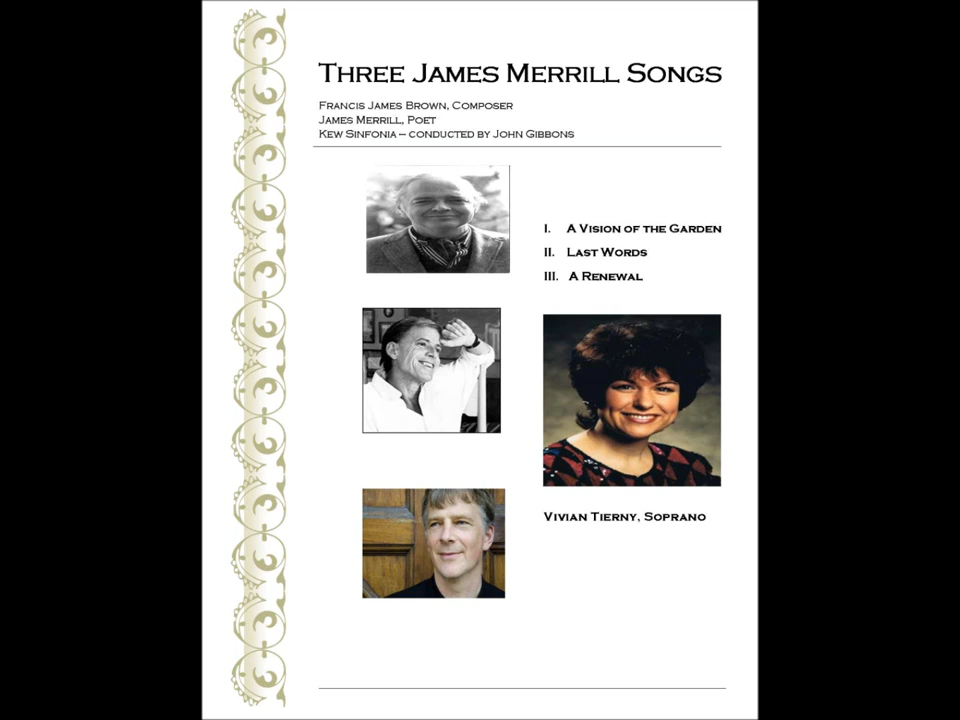 Three James Merrill Songs
Francis James Brown, Composer
James Merrill, Poet
Kew Sinfonia – conducted by John Gibbons
I. A Vision of the Garden
II. Last Words
III. A Renewal
Vivian Tierny, Soprano